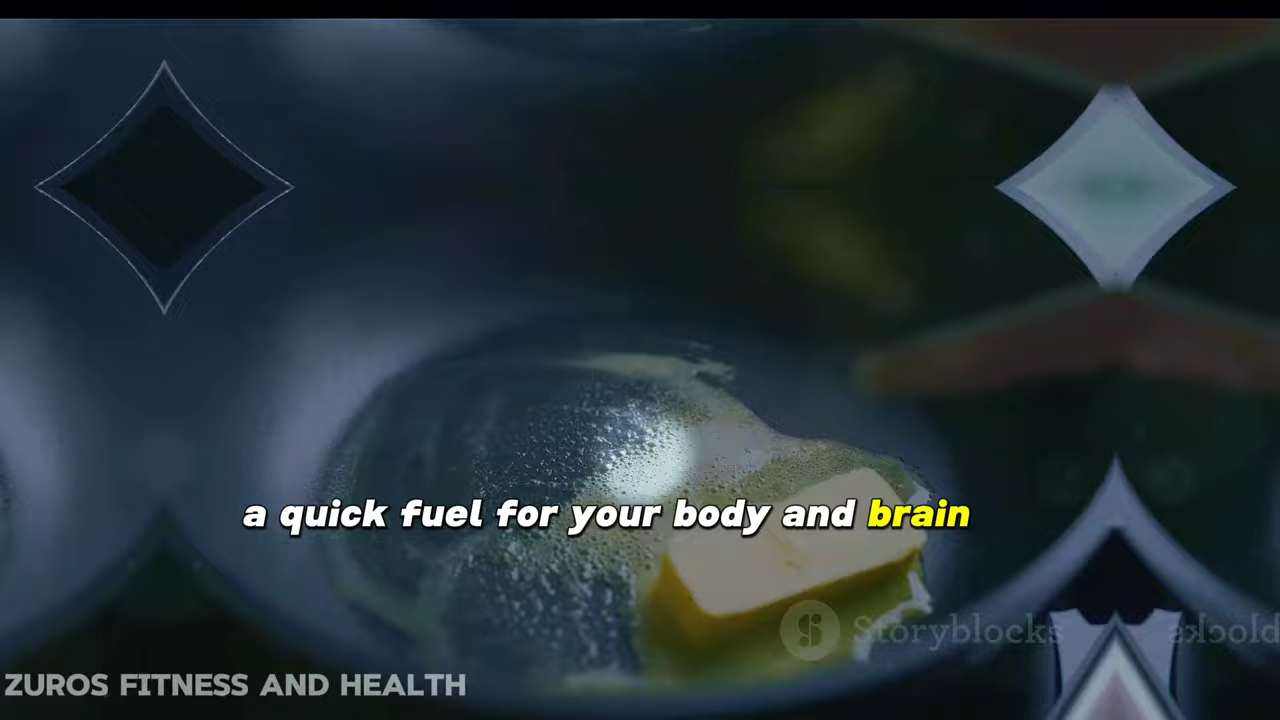 a quick fuel for your body and brain
Storyblocks
ZUROS FITNESS AND HEALTH